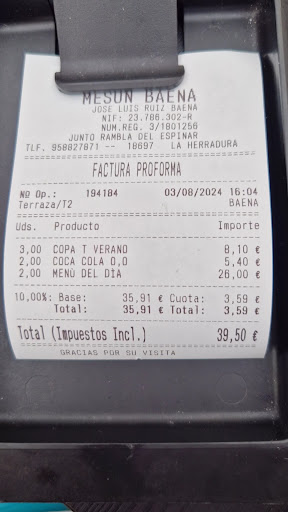 MESUN BAENA
JOSE LUIS RUIZ BAENA
NIF: 23.786.302-R
NUM.REG. 3/1801256
JUNTO RAMBLA DEL ESPINAR
TLF. 958827871 -- 18697 LA HERRADURA
FACTURA PROFORMA
Nº Op.: 194184 03/08/2024 16:04
Terraza/T2 BAENA
Uds. Producto Importe
3,00 COPA T VERANO 8,10 €
2,00 COCA COLA 0,0 5,40 €
2,00 MENÚ DEL DÍA 26,00 €
10,00%: Base: 35,91 € Cuota: 3,59 €
Total: 35,91 € Total: 3,59 €
Total (Impuestos Incl.) 39,50 €
GRACIAS POR SU VISITA